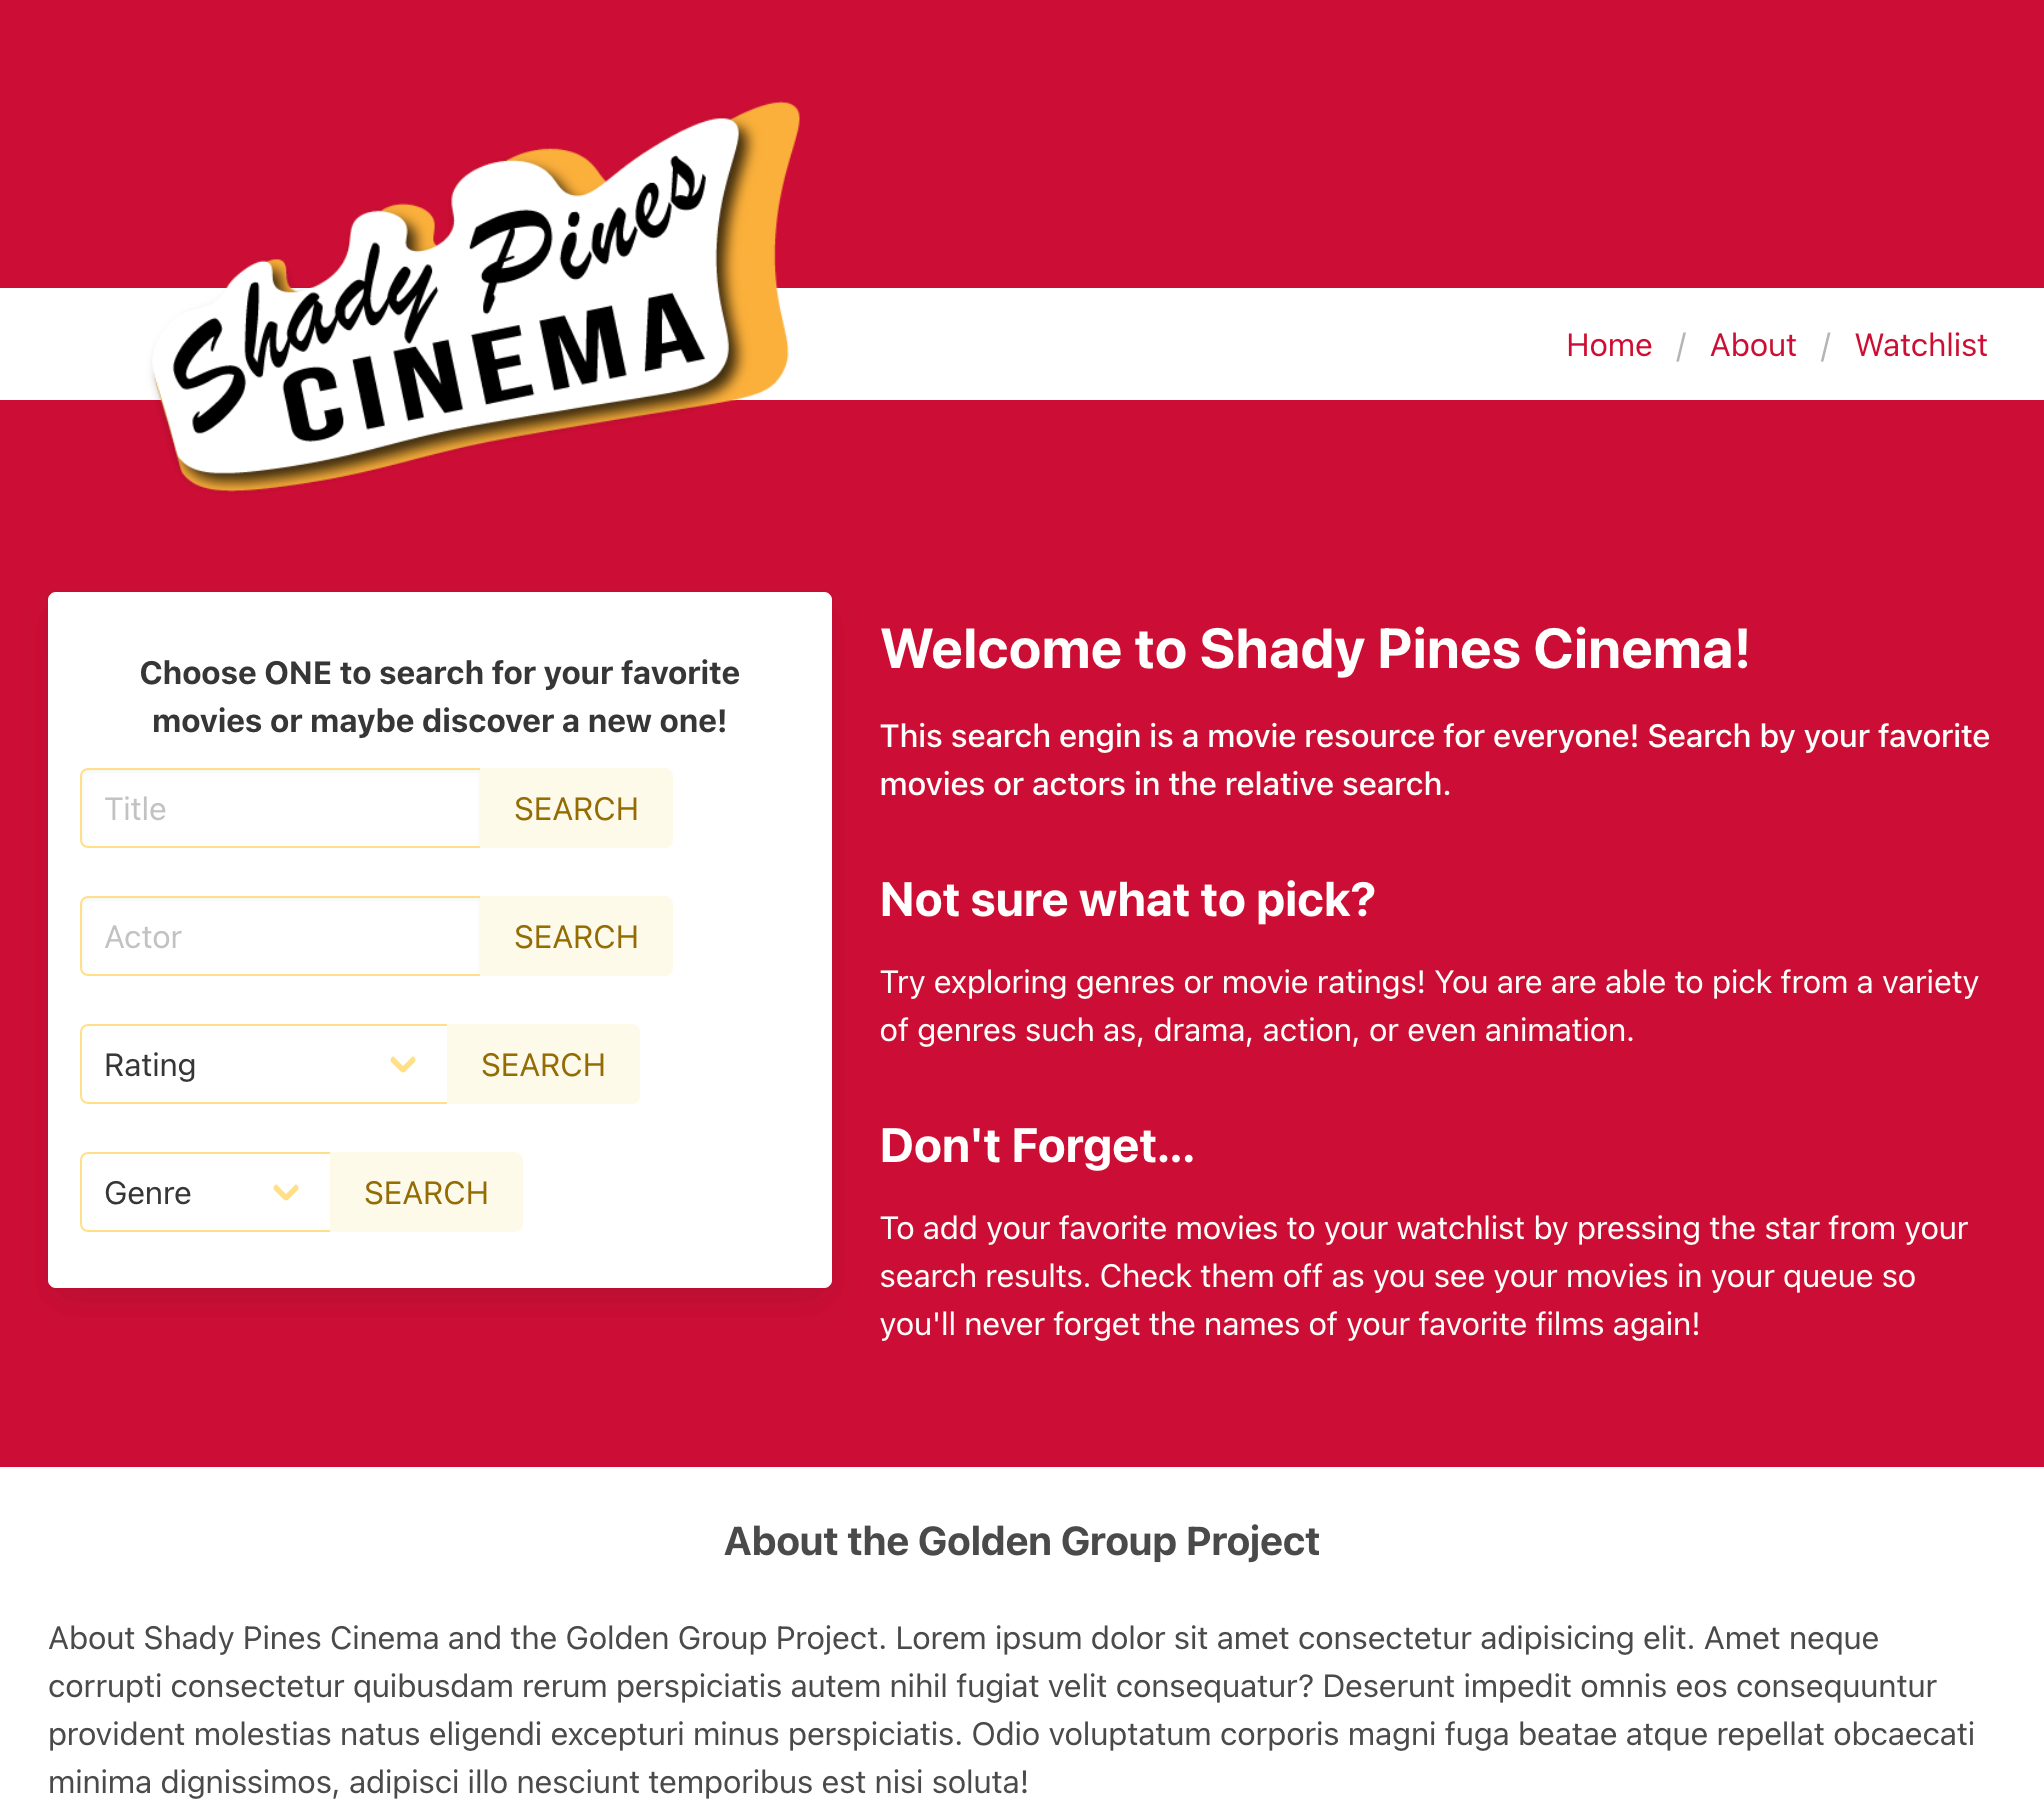 Shady Pines
CINEMA
Home / About / Watchlist
Choose ONE to search for your favorite
movies or maybe discover a new one!
Title SEARCH
Actor SEARCH
Rating SEARCH
Genre SEARCH
Welcome to Shady Pines Cinema!
This search engin is a movie resource for everyone! Search by your favorite
movies or actors in the relative search.
Not sure what to pick?
Try exploring genres or movie ratings! You are are able to pick from a variety
of genres such as, drama, action, or even animation.
Don't Forget...
To add your favorite movies to your watchlist by pressing the star from your
search results. Check them off as you see your movies in your queue so
you'll never forget the names of your favorite films again!
About the Golden Group Project
About Shady Pines Cinema and the Golden Group Project. Lorem ipsum dolor sit amet consectetur adipisicing elit. Amet neque
corrupti consectetur quibusdam rerum perspiciatis autem nihil fugiat velit consequatur? Deserunt impedit omnis eos consequuntur
provident molestias natus eligendi excepturi minus perspiciatis. Odio voluptatum corporis magni fuga beatae atque repellat obcaecati
minima dignissimos, adipisci illo nesciunt temporibus est nisi soluta!